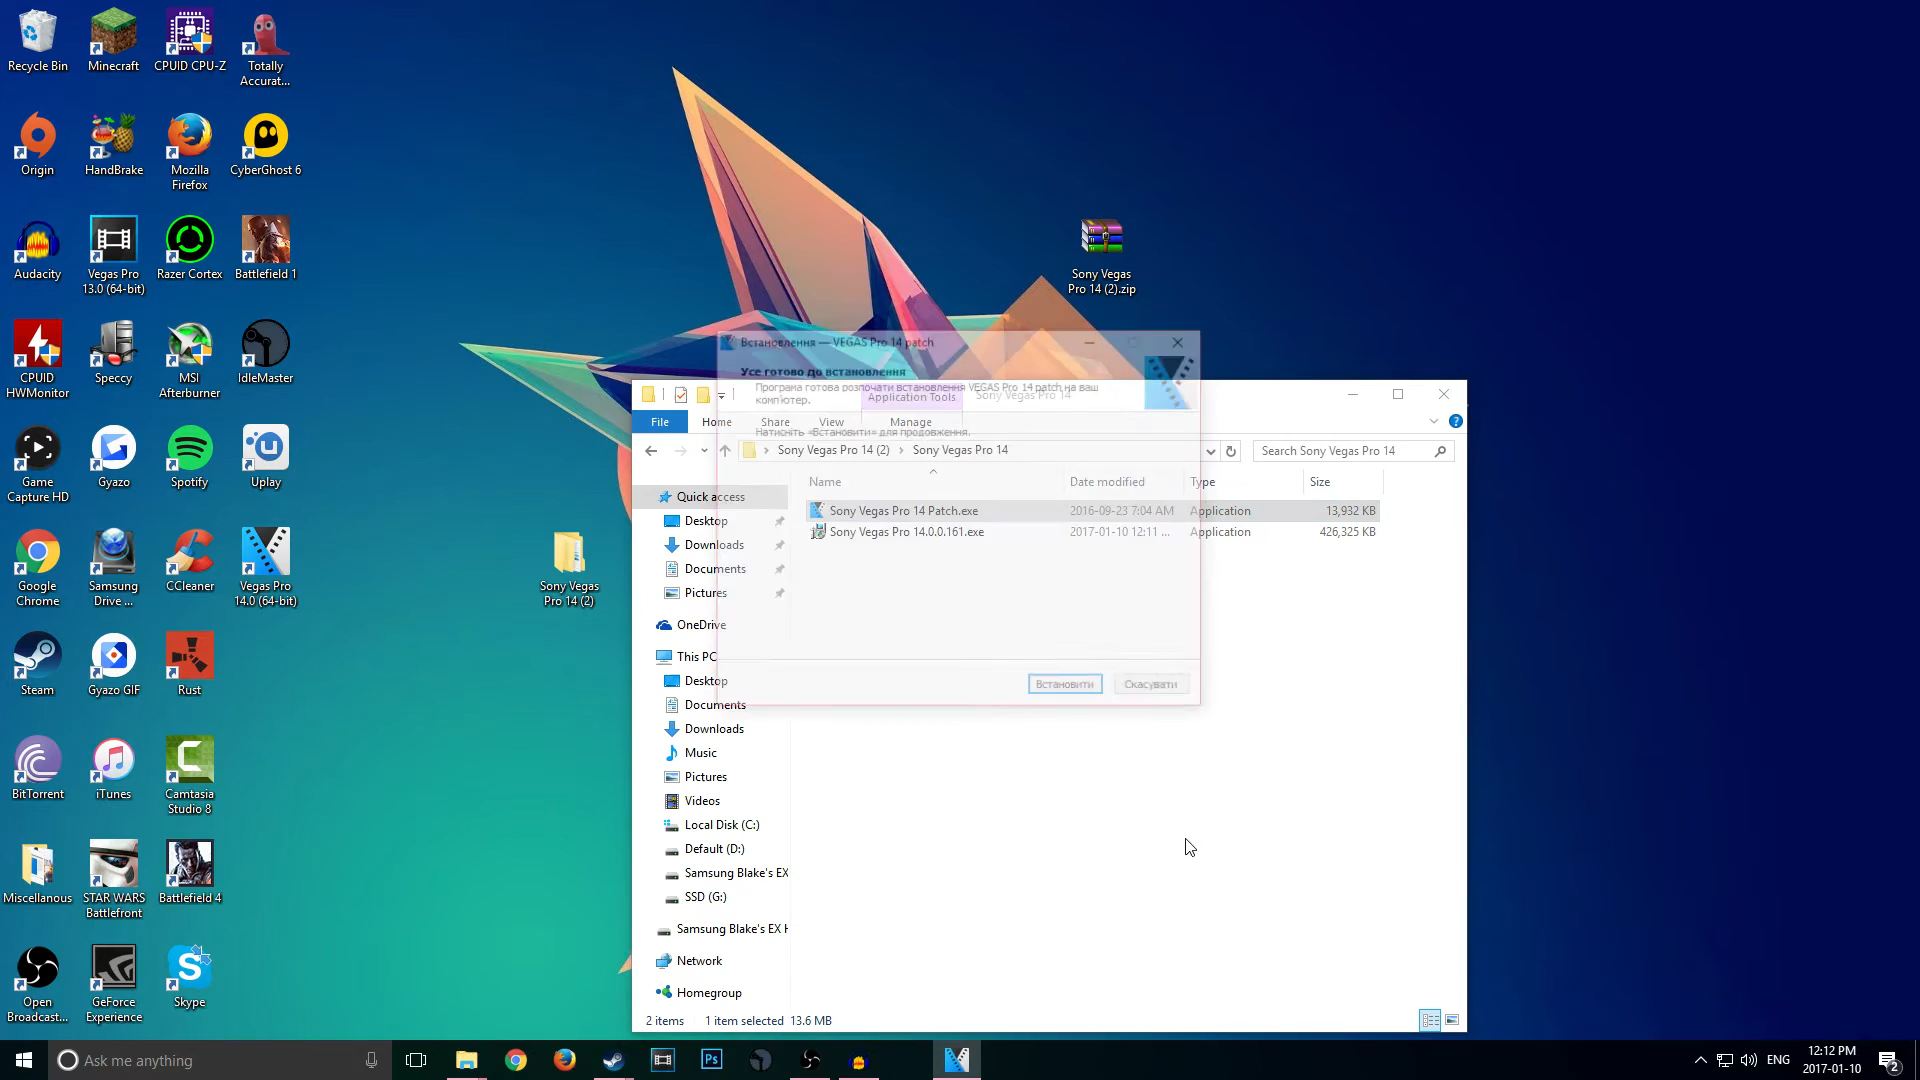 Recycle Bin
Minecraft
CPUID CPU-Z
Totally
Accurat...
Origin
HandBrake
Mozilla
Firefox
CyberGhost 6
Audacity
Vegas Pro
13.0 (64-bit)
Razer Cortex
Battlefield 1
CPUID
HWMonitor
Speccy
MSI
Afterburner
IdleMaster
Game
Capture HD
Gyazo
Spotify
Uplay
Google
Chrome
Samsung
Drive ...
CCleaner
Vegas Pro
14.0 (64-bit)
Steam
Gyazo GIF
Rust
BitTorrent
iTunes
Camtasia
Studio 8
Miscellanous
STAR WARS
Battlefront
Battlefield 4
Open
Broadcast...
GeForce
Experience
Skype
Sony Vegas
Pro 14 (2).zip
Sony Vegas
Pro 14 (2)
Встановлення — VEGAS Pro 14 patch
Усе готово до встановлення
Програма готова розпочати встановлення VEGAS Pro 14 patch на ваш
комп'ютер.
Натисніть «Встановити» для продовження.
Встановити
Скасувати
Application Tools
Sony Vegas Pro 14
File
Home
Share
View
Manage
Sony Vegas Pro 14 (2)
Sony Vegas Pro 14
Search Sony Vegas Pro 14
Name
Date modified
Type
Size
Sony Vegas Pro 14 Patch.exe
2016-09-23 7:04 AM
Application
13,932 KB
Sony Vegas Pro 14.0.0.161.exe
2017-01-10 12:11 ...
Application
426,325 KB
Quick access
Desktop
Downloads
Documents
Pictures
OneDrive
This PC
Desktop
Documents
Downloads
Music
Pictures
Videos
Local Disk (C:)
Default (D:)
Samsung Blake's EX
SSD (G:)
Samsung Blake's EX H
Network
Homegroup
2 items
1 item selected 13.6 MB
Ask me anything
Ps
ENG
12:12 PM
2017-01-10
2